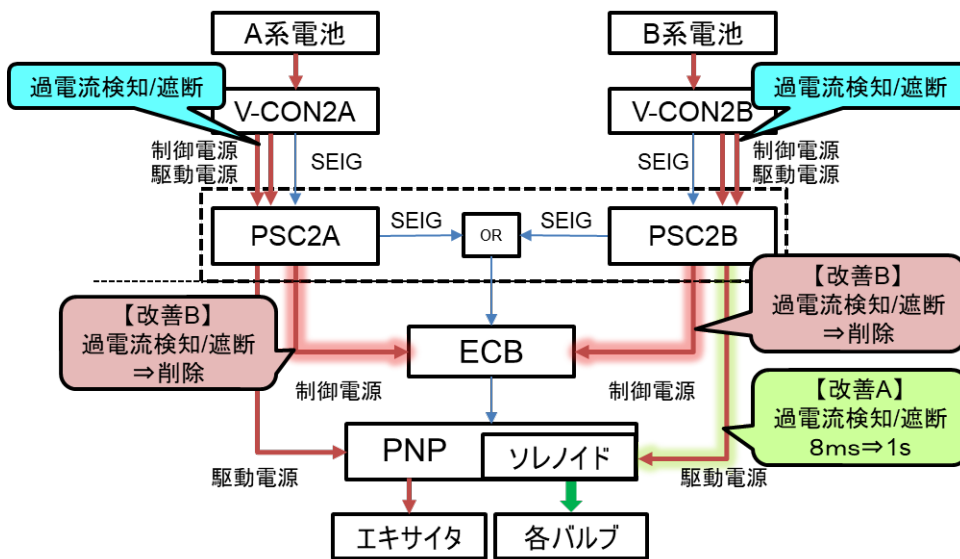 A系電池
B系電池
過電流検知/遮断
過電流検知/遮断
V-CON2A
V-CON2B
制御電源
駆動電源
SEIG
SEIG
制御電源
駆動電源
PSC2A
SEIG
OR
SEIG
PSC2B
【改善B】
過電流検知/遮断
⇒削除
【改善B】
過電流検知/遮断
⇒削除
ECB
制御電源
制御電源
【改善A】
過電流検知/遮断
8ms⇒1s
PNP
ソレノイド
駆動電源
駆動電源
エキサイタ
各バルブ